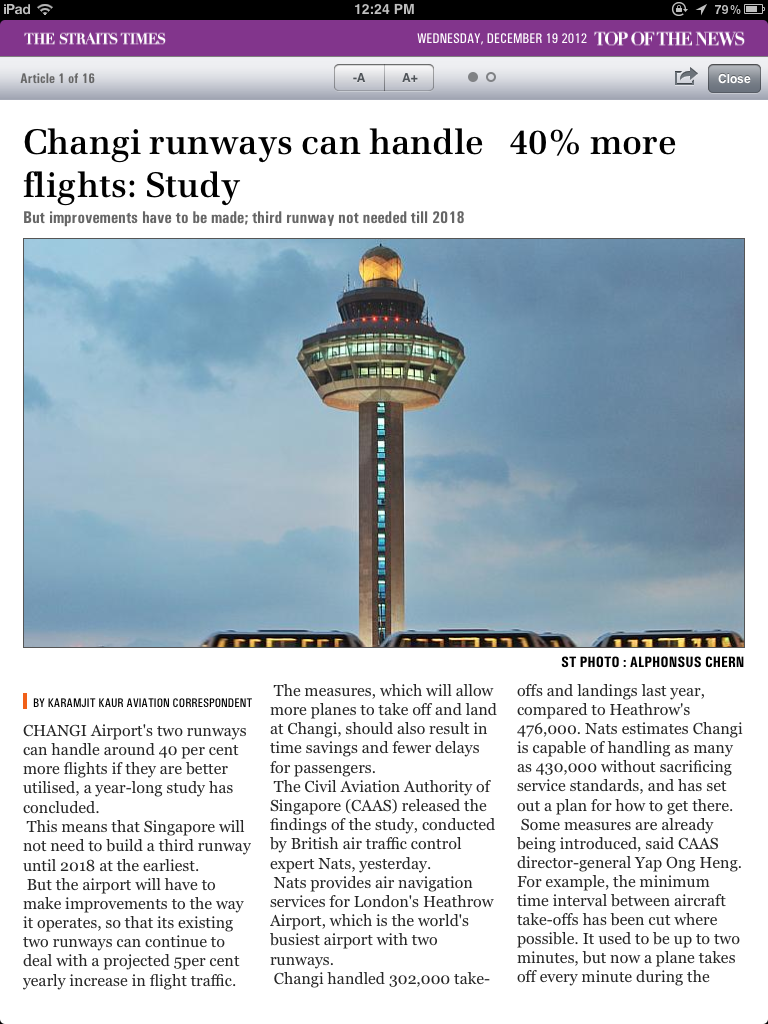 iPad
12:24 PM
79%
THE STRAITS TIMES
WEDNESDAY, DECEMBER 19 2012 TOP OF THE NEWS
Article 1 of 16
-A
A+
Close
Changi runways can handle 40% more
flights: Study
But improvements have to be made; third runway not needed till 2018
ST PHOTO : ALPHONSUS CHERN
BY KARAMJIT KAUR AVIATION CORRESPONDENT
CHANGI Airport's two runways
can handle around 40 per cent
more flights if they are better
utilised, a year-long study has
concluded.
This means that Singapore will
not need to build a third runway
until 2018 at the earliest.
But the airport will have to
make improvements to the way
it operates, so that its existing
two runways can continue to
deal with a projected 5per cent
yearly increase in flight traffic.
The measures, which will allow
more planes to take off and land
at Changi, should also result in
time savings and fewer delays
for passengers.
The Civil Aviation Authority of
Singapore (CAAS) released the
findings of the study, conducted
by British air traffic control
expert Nats, yesterday.
Nats provides air navigation
services for London's Heathrow
Airport, which is the world's
busiest airport with two
runways.
Changi handled 302,000 take-
offs and landings last year,
compared to Heathrow's
476,000. Nats estimates Changi
is capable of handling as many
as 430,000 without sacrificing
service standards, and has set
out a plan for how to get there.
Some measures are already
being introduced, said CAAS
director-general Yap Ong Heng.
For example, the minimum
time interval between aircraft
take-offs has been cut where
possible. It used to be up to two
minutes, but now a plane takes
off every minute during the